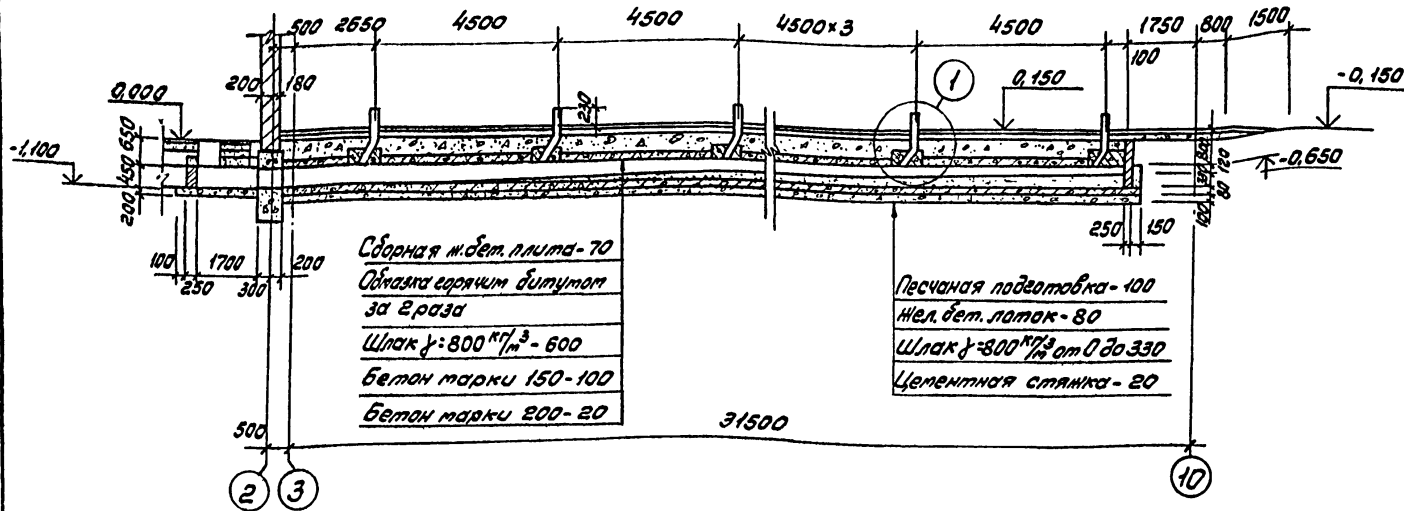 500 2650 4500 4500 4500×3 4500 1750 800 1500
100
200 180
1
0,000
230
0,150
-0,150
-1,100
650
450
200
-0,650
120
80
100
250 150
100 1700 200
250 300
Сборная ж.бет. плита-70
Обмазка горячим битумом
за 2 раза
Шлак γ=800 кг/м³-600
Бетон марки 150-100
Бетон марки 200-20
Песчаная подготовка-100
Жел. бет. лоток-80
Шлак γ=800 кг/м³ от 0 до 330
Цементная стяжка-20
500
31500
2 3 10